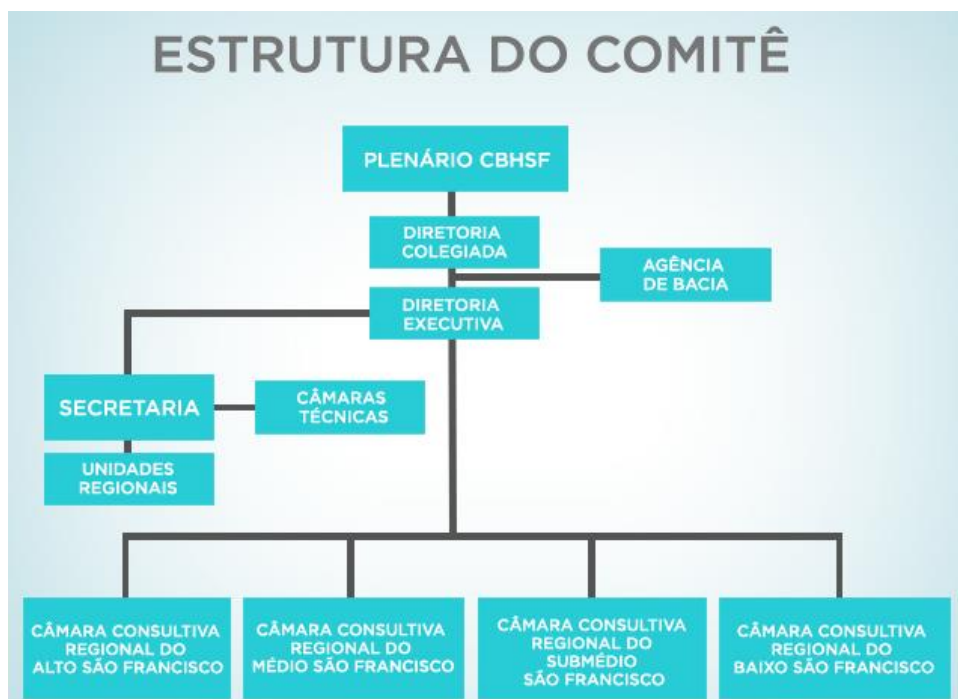 ESTRUTURA DO COMITÊ
PLENÁRIO CBHSF
DIRETORIA
COLEGIADA
AGÊNCIA
DE BACIA
DIRETORIA
EXECUTIVA
SECRETARIA
CÂMARAS
TÉCNICAS
UNIDADES
REGIONAIS
CÂMARA CONSULTIVA
REGIONAL DO
ALTO SÃO FRANCISCO
CÂMARA CONSULTIVA
REGIONAL DO
MÉDIO SÃO FRANCISCO
CÂMARA CONSULTIVA
REGIONAL DO
SUBMÉDIO
SÃO FRANCISCO
CÂMARA CONSULTIVA
REGIONAL DO
BAIXO SÃO FRANCISCO